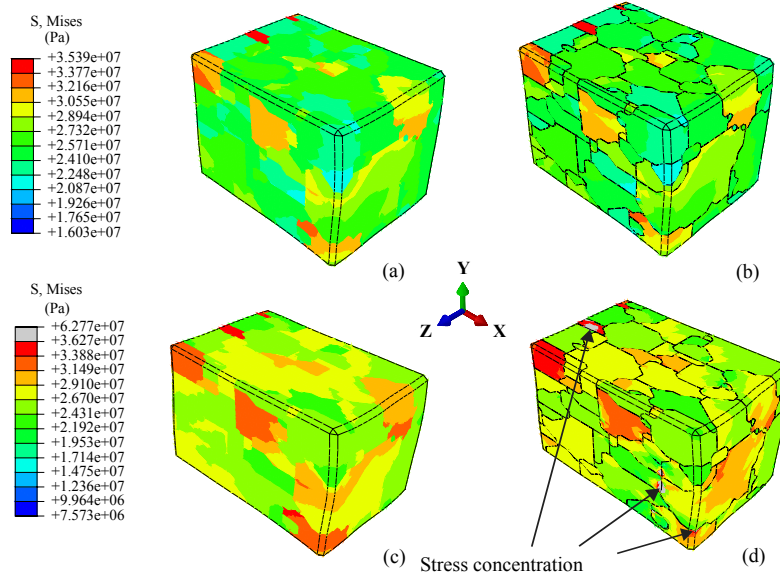 S, Mises
(Pa)
+3.539e+07
+3.377e+07
+3.216e+07
+3.055e+07
+2.894e+07
+2.732e+07
+2.571e+07
+2.410e+07
+2.248e+07
+2.087e+07
+1.926e+07
+1.765e+07
+1.603e+07
(a)
(b)
S, Mises
(Pa)
+6.277e+07
+3.627e+07
+3.388e+07
+3.149e+07
+2.910e+07
+2.670e+07
+2.431e+07
+2.192e+07
+1.953e+07
+1.714e+07
+1.475e+07
+1.236e+07
+9.964e+06
+7.573e+06
Y
Z
X
(c)
Stress concentration
(d)